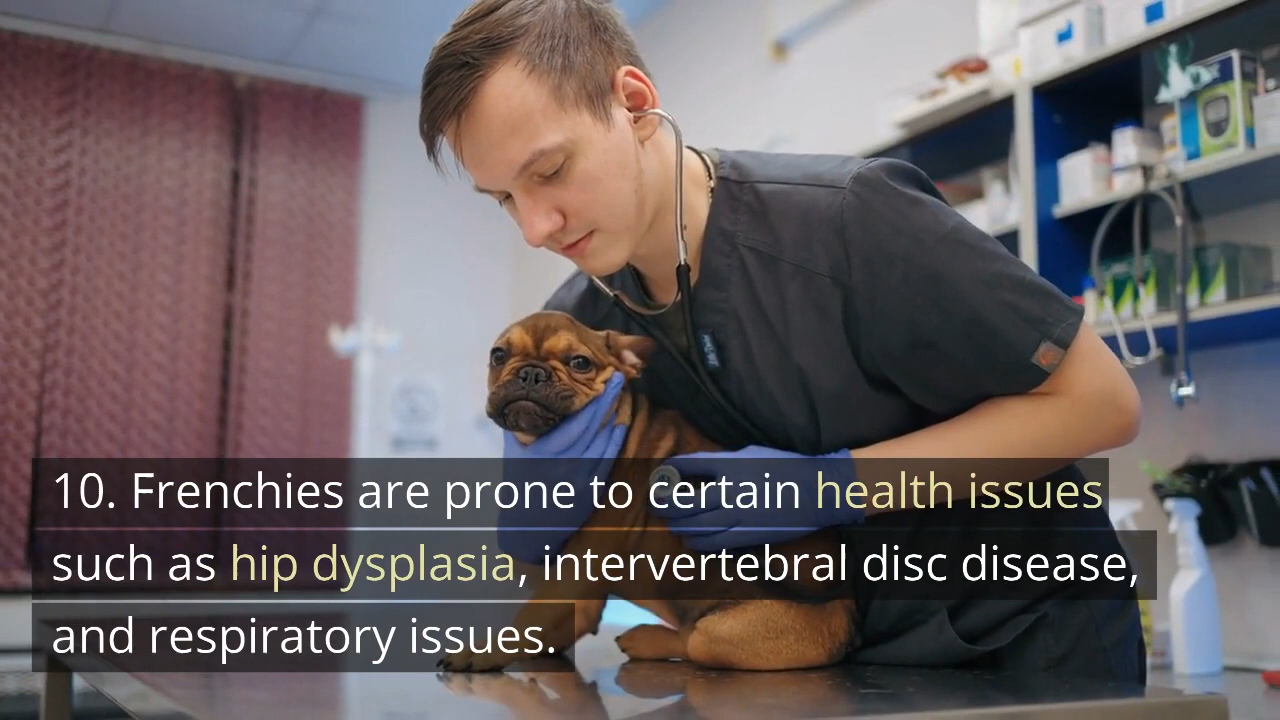 10. Frenchies are prone to certain health issues
such as hip dysplasia, intervertebral disc disease,
and respiratory issues.